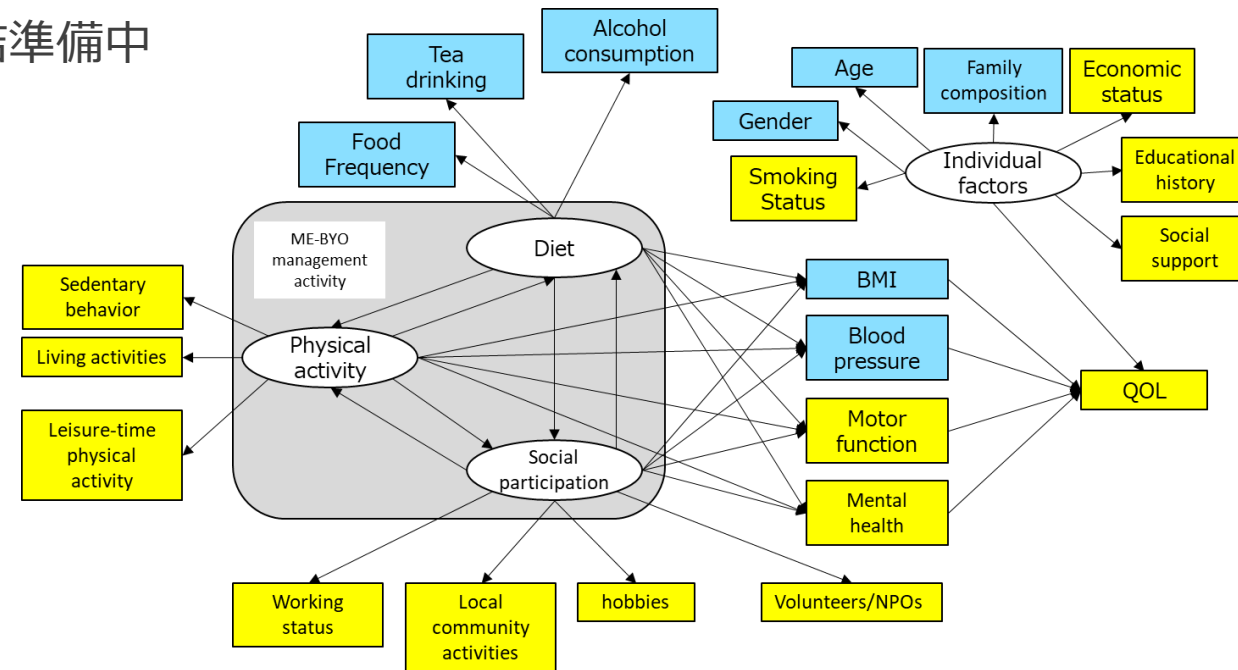 準備中
Tea
drinking
Alcohol
consumption
Food
Frequency
Age
Family
composition
Economic
status
Gender
Smoking
Status
Individual
factors
Educational
history
Social
support
ME-BYO
management
activity
Diet
Sedentary
behavior
Living activities
Leisure-time
physical
activity
Physical
activity
Social
participation
BMI
Blood
pressure
Motor
function
Mental
health
QOL
Working
status
Local
community
activities
hobbies
Volunteers/NPOs